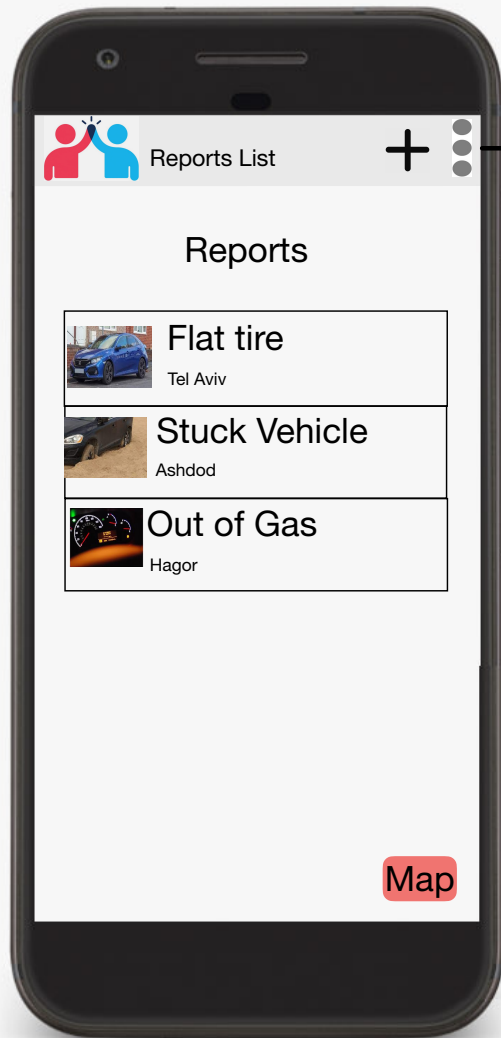 Reports List
Reports
Flat tire
Tel Aviv
Stuck Vehicle
Ashdod
Out of Gas
Hagor
Map